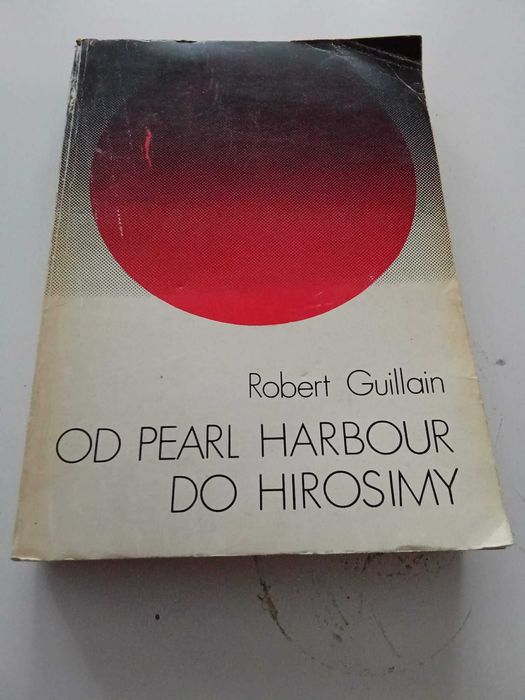 Robert Guillain
OD PEARL HARBOUR
DO HIROSIMY